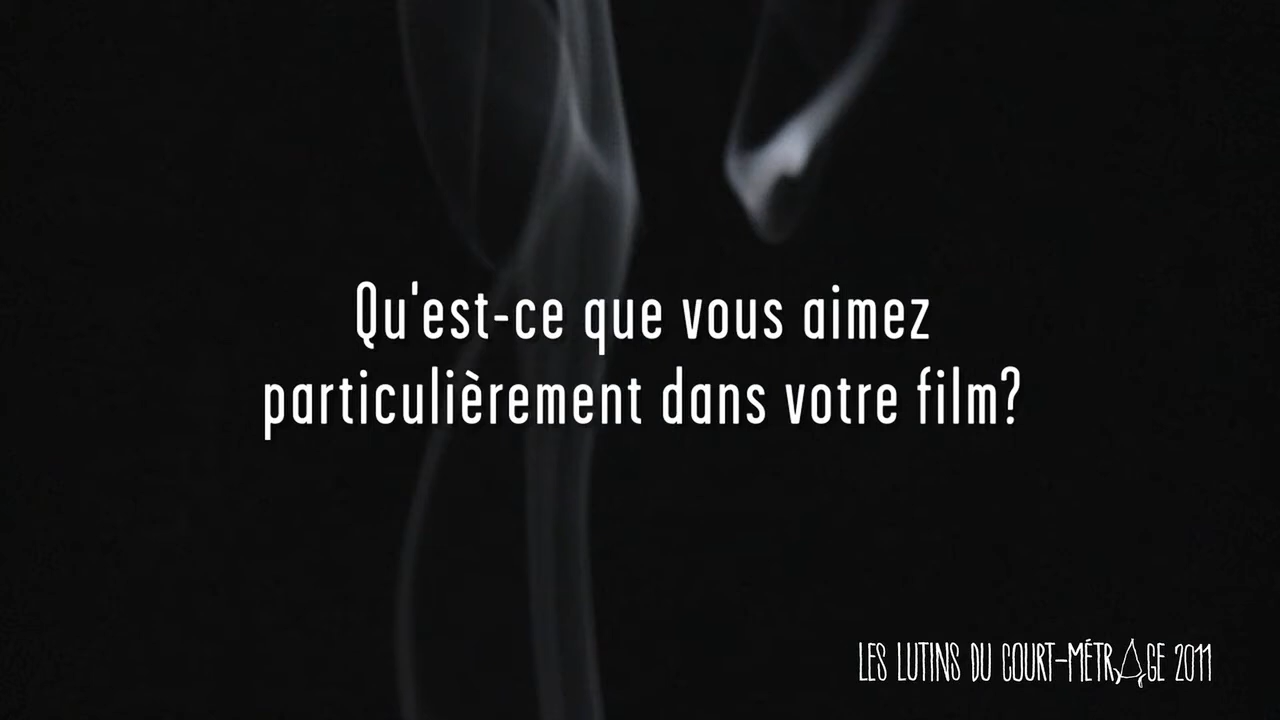 Qu'est-ce que vous aimez
particulièrement dans votre film?
LES LUTINS DU COURT-MÉTRAGE 2011